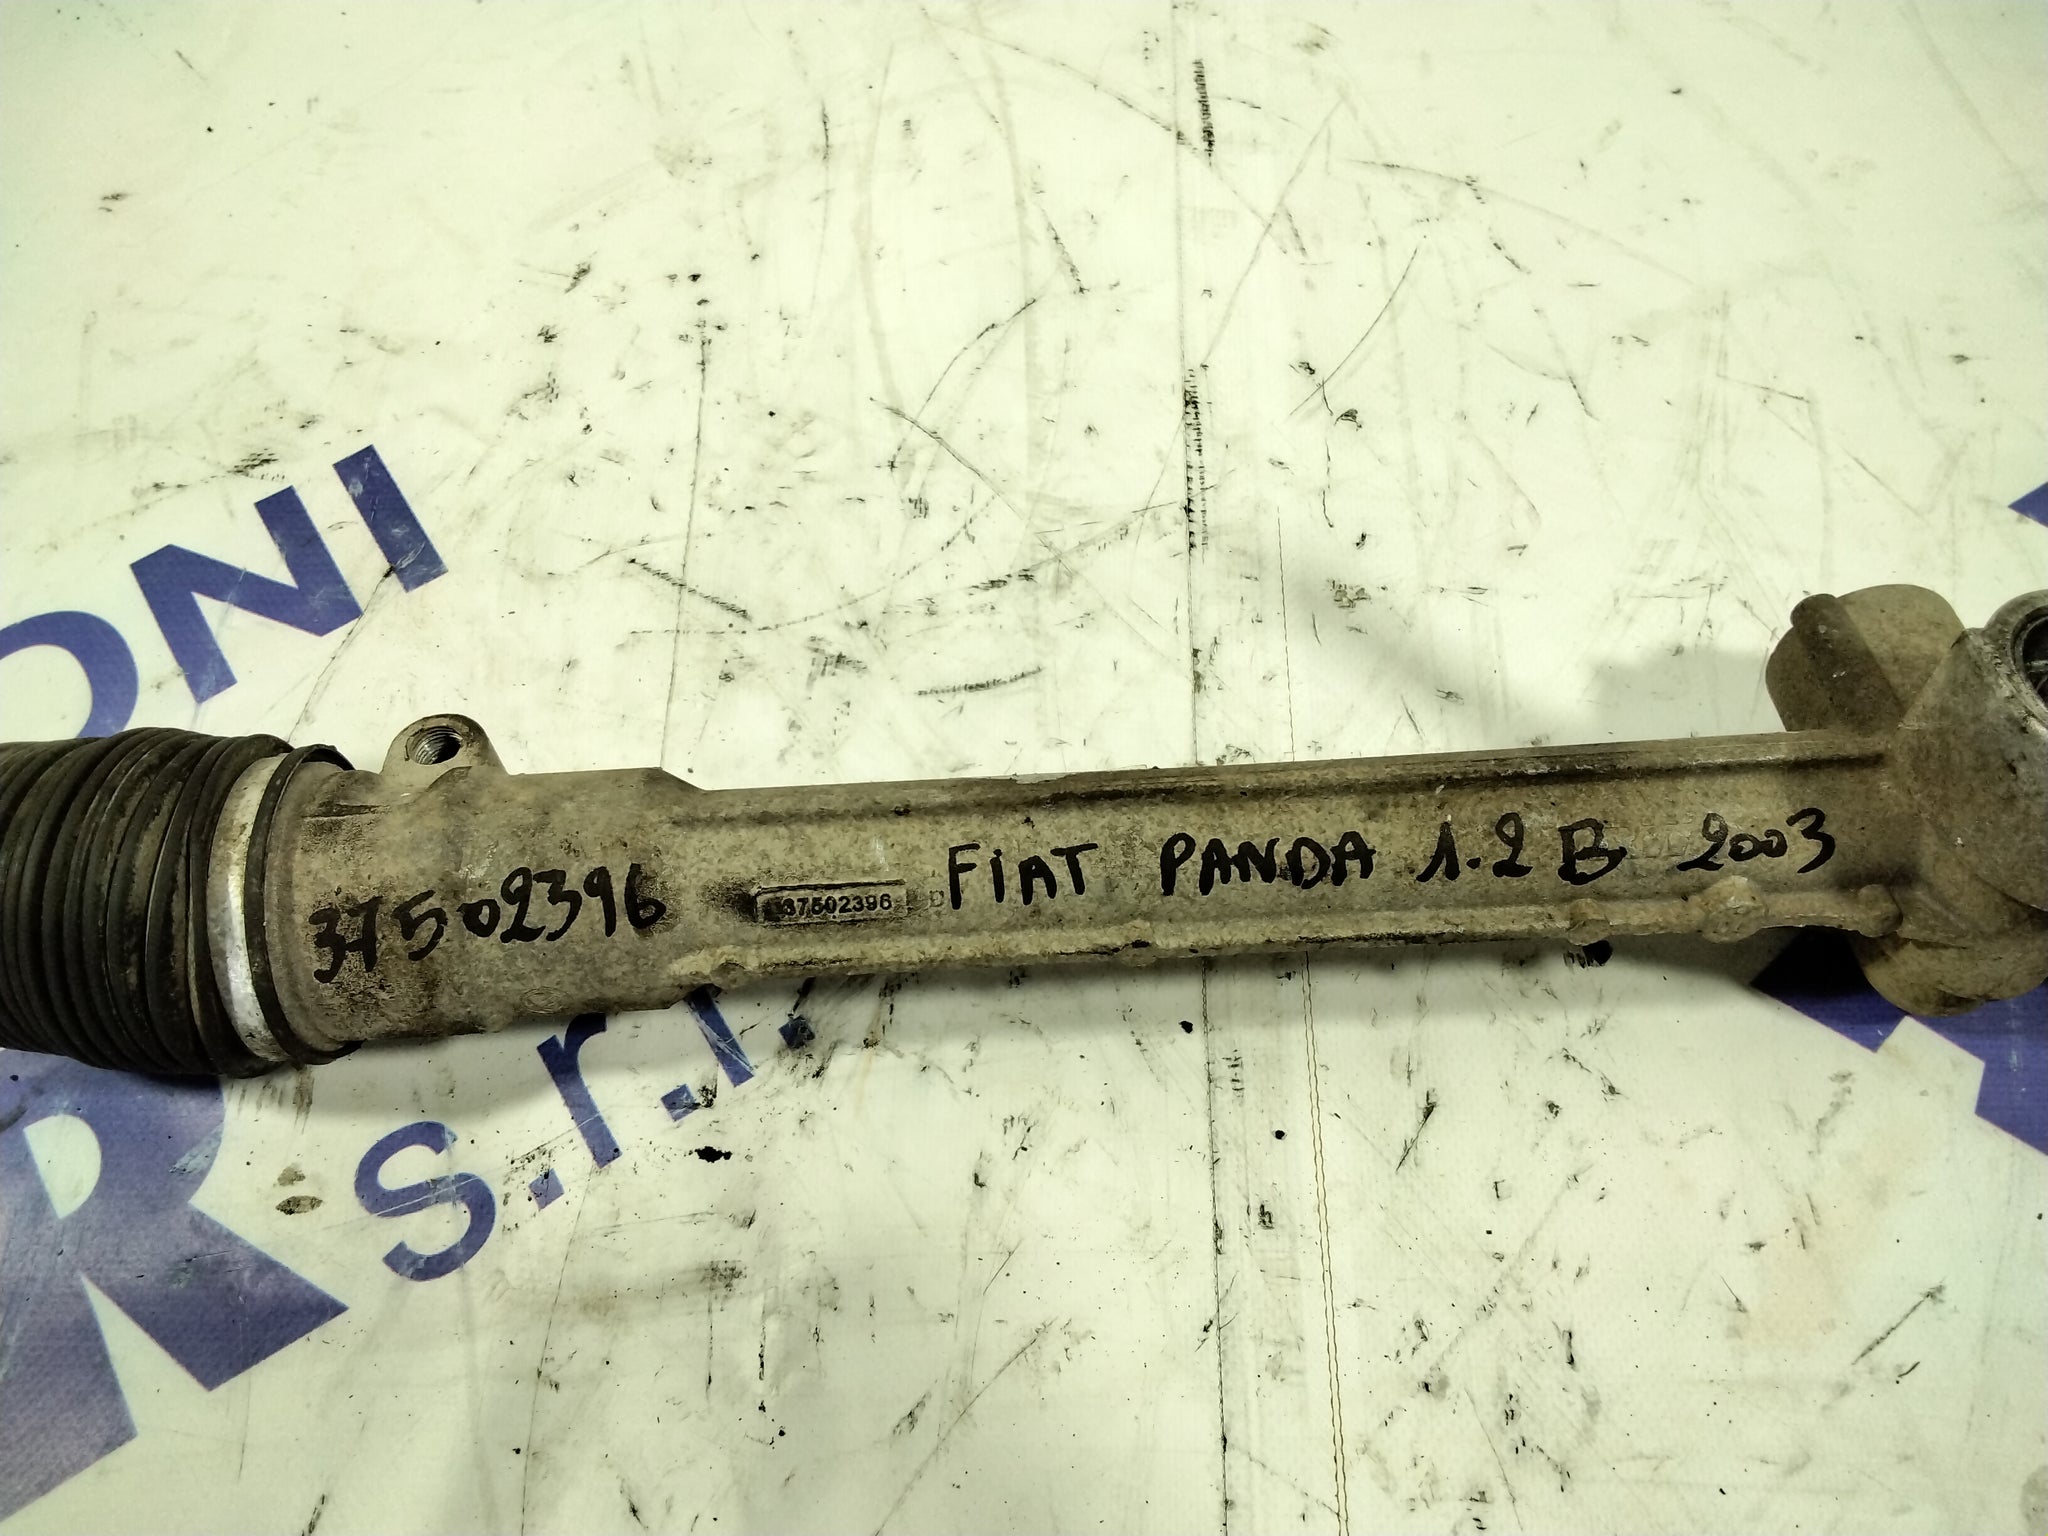 ONI
37502396
37502396
FIAT PANDA 1.2 B 2003
R s.r.l.